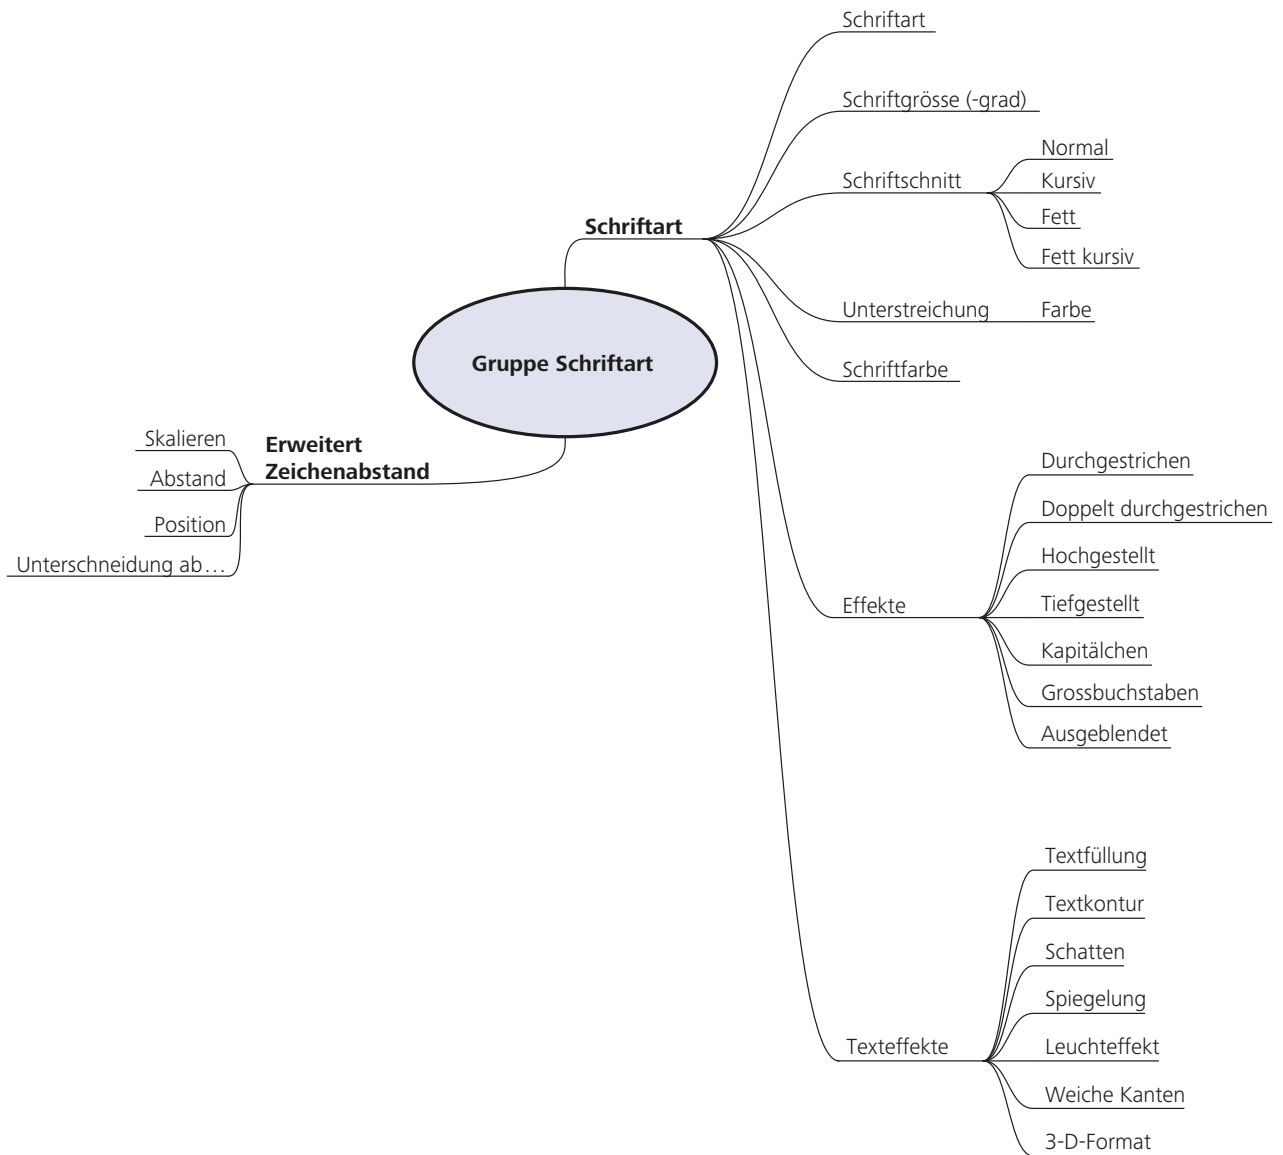 Schriftart
Schriftgrösse (-grad)
Schriftschnitt
Normal
Kursiv
Fett
Fett kursiv
Schriftart
Unterstreichung
Farbe
Schriftfarbe
Gruppe Schriftart
Erweitert
Zeichenabstand
Skalieren
Abstand
Position
Unterschneidung ab...
Effekte
Durchgestrichen
Doppelt durchgestrichen
Hochgestellt
Tiefgestellt
Kapitälchen
Grossbuchstaben
Ausgeblendet
Texteffekte
Textfüllung
Textkontur
Schatten
Spiegelung
Leuchteffekt
Weiche Kanten
3-D-Format